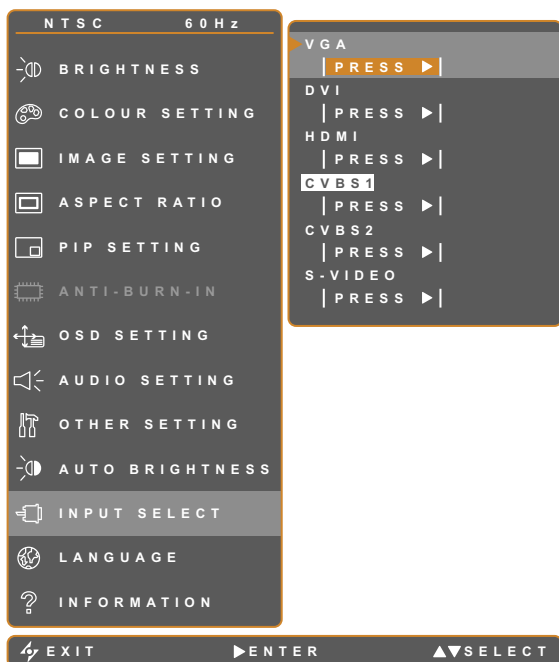 NTSC 60Hz
BRIGHTNESS
COLOUR SETTING
IMAGE SETTING
ASPECT RATIO
PIP SETTING
ANTI-BURN-IN
OSD SETTING
AUDIO SETTING
OTHER SETTING
AUTO BRIGHTNESS
INPUT SELECT
LANGUAGE
INFORMATION
VGA
PRESS ▶
DVI
PRESS ▶
HDMI
PRESS ▶
CVBS1
PRESS ▶
CVBS2
PRESS ▶
S-VIDEO
PRESS ▶
EXIT ▶ENTER ▲▼SELECT